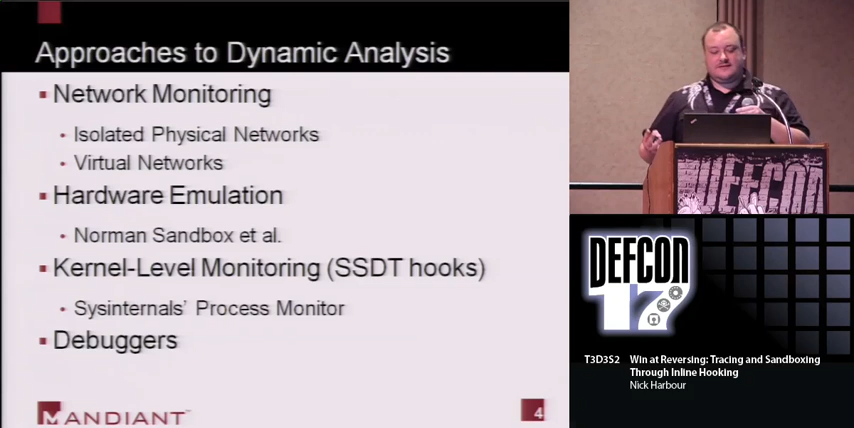 Approaches to Dynamic Analysis
▪ Network Monitoring
• Isolated Physical Networks
• Virtual Networks
▪ Hardware Emulation
• Norman Sandbox et al.
▪ Kernel-Level Monitoring (SSDT hooks)
• Sysinternals’ Process Monitor
▪ Debuggers
MANDIANT™
4
DEFCON
DEFCON
17
T3D3S2 Win at Reversing: Tracing and Sandboxing
Through Inline Hooking
Nick Harbour